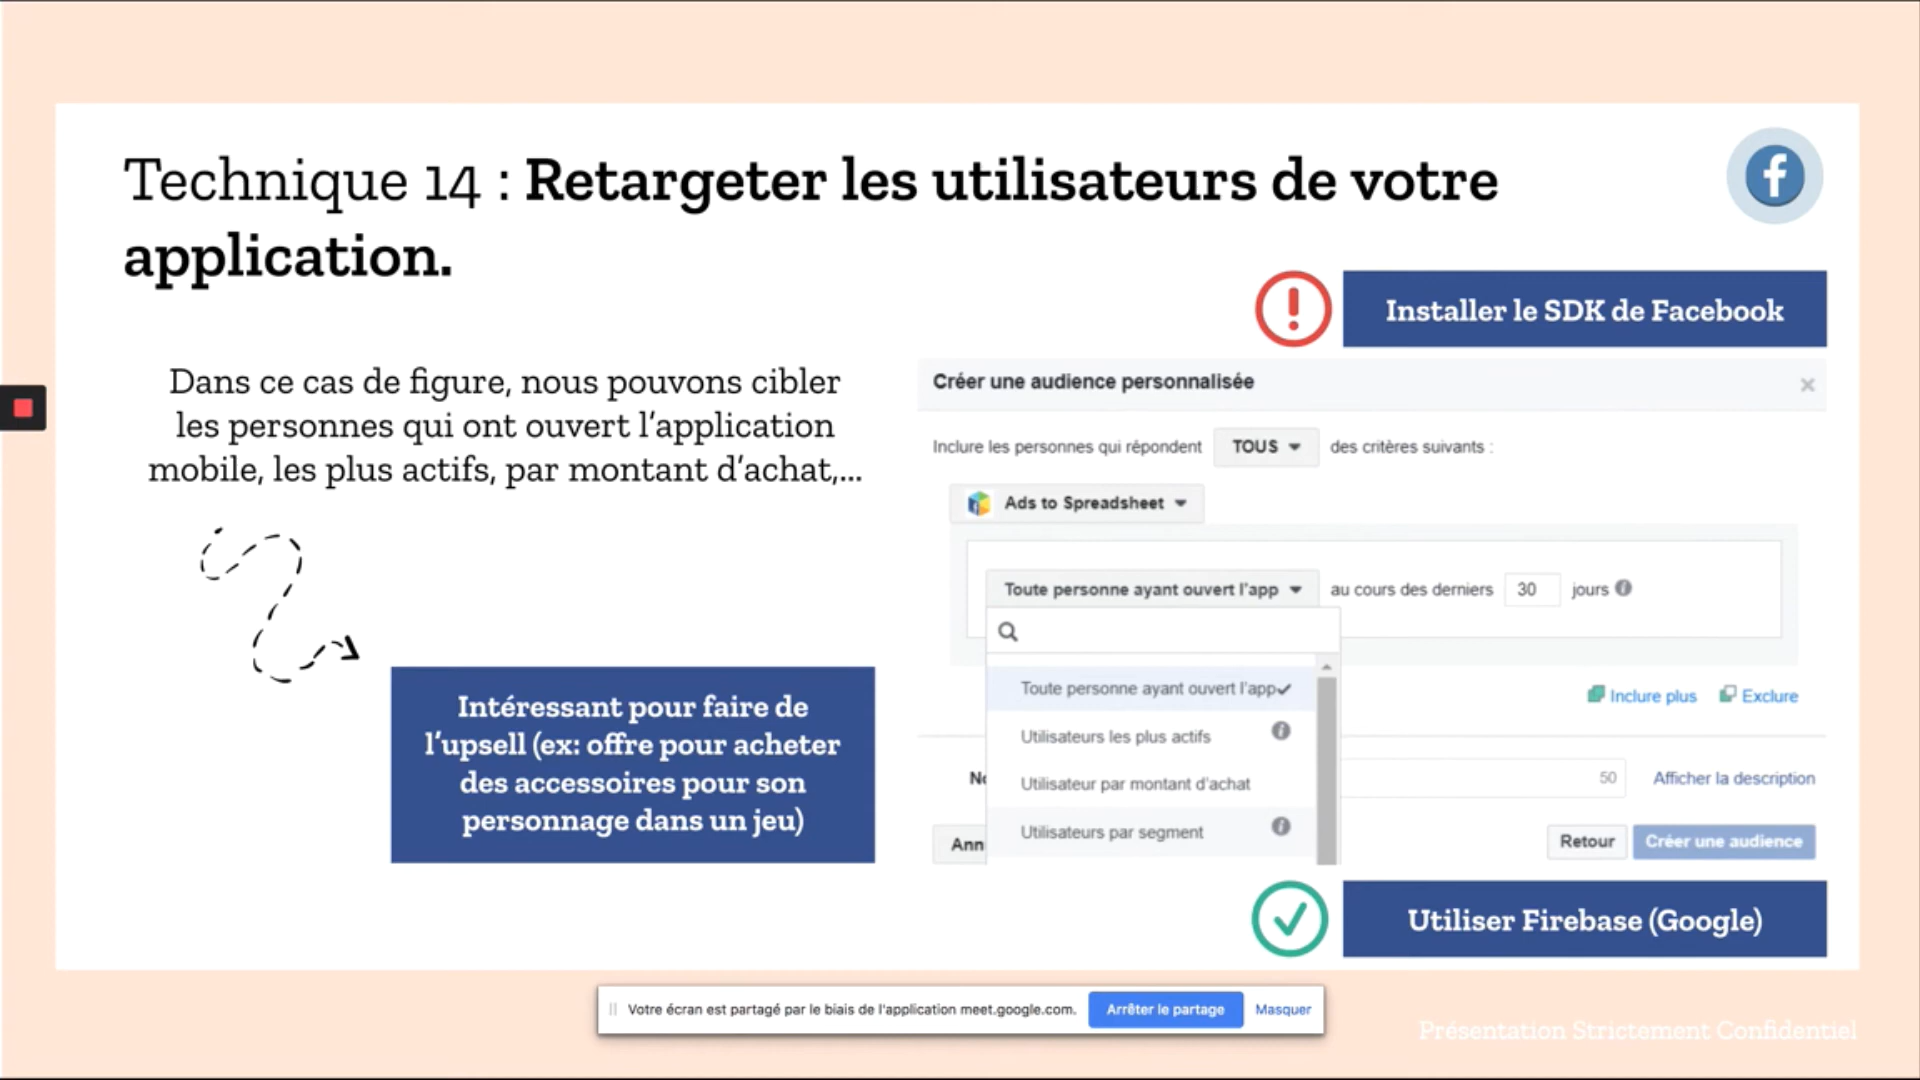 Technique 14 : Retargeter les utilisateurs de votre
application.
Installer le SDK de Facebook
Dans ce cas de figure, nous pouvons cibler
les personnes qui ont ouvert l'application
mobile, les plus actifs, par montant d'achat,...
Intéressant pour faire de
l'upsell (ex: offre pour acheter
des accessoires pour son
personnage dans un jeu)
Créer une audience personnalisée
Inclure les personnes qui répondent TOUS des critères suivants :
Ads to Spreadsheet
Toute personne ayant ouvert l'app au cours des derniers 30 jours
Toute personne ayant ouvert l'app
Utilisateurs les plus actifs
Utilisateur par montant d'achat
Utilisateurs par segment
Inclure plus Exclure
50 Afficher la description
Ann
Retour Créer une audience
Utiliser Firebase (Google)
Votre écran est partagé par le biais de l'application meet.google.com. Arrêter le partage Masquer
Présentation Strictement Confidentiel